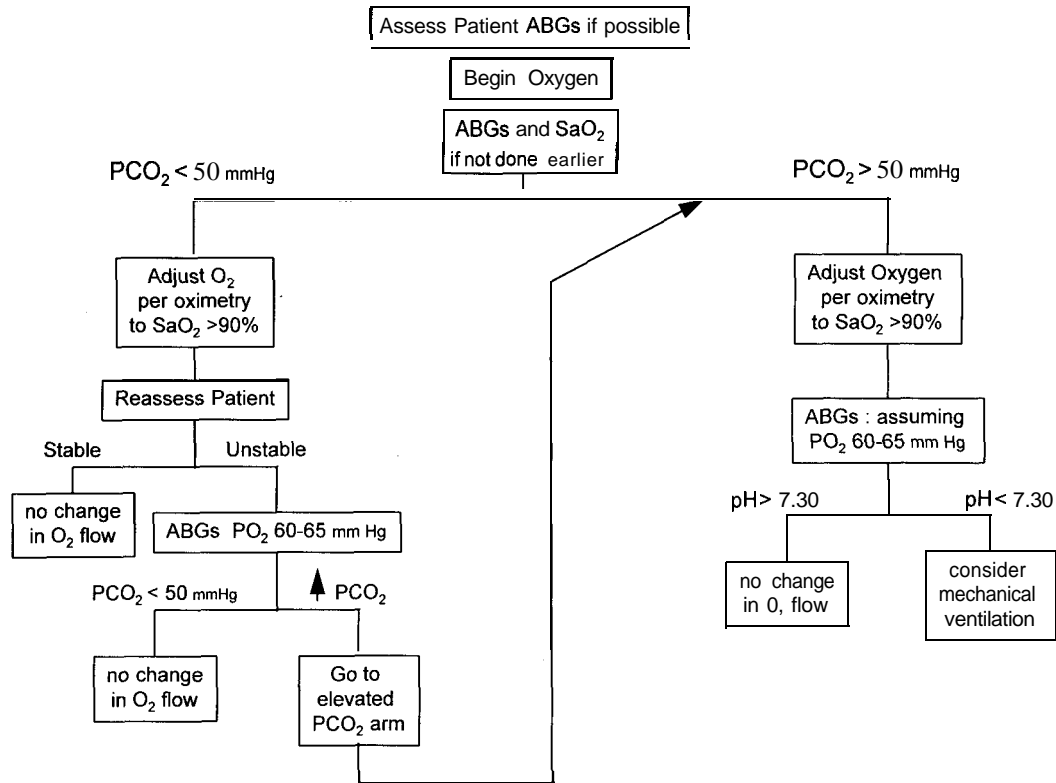 Assess Patient ABGs if possible
Begin Oxygen
ABGs and SaO₂
if not done earlier
PCO₂ < 50 mmHg
PCO₂ > 50 mmHg
Adjust O₂
per oximetry
to SaO₂ >90%
Adjust Oxygen
per oximetry
to SaO₂ >90%
Reassess Patient
ABGs : assuming
PO₂ 60-65 mm Hg
Stable
Unstable
no change
in O₂ flow
ABGs PO₂ 60-65 mm Hg
pH> 7.30
pH< 7.30
PCO₂ < 50 mmHg
PCO₂
no change
in 0, flow
consider
mechanical
ventilation
no change
in O₂ flow
Go to
elevated
PCO₂ arm